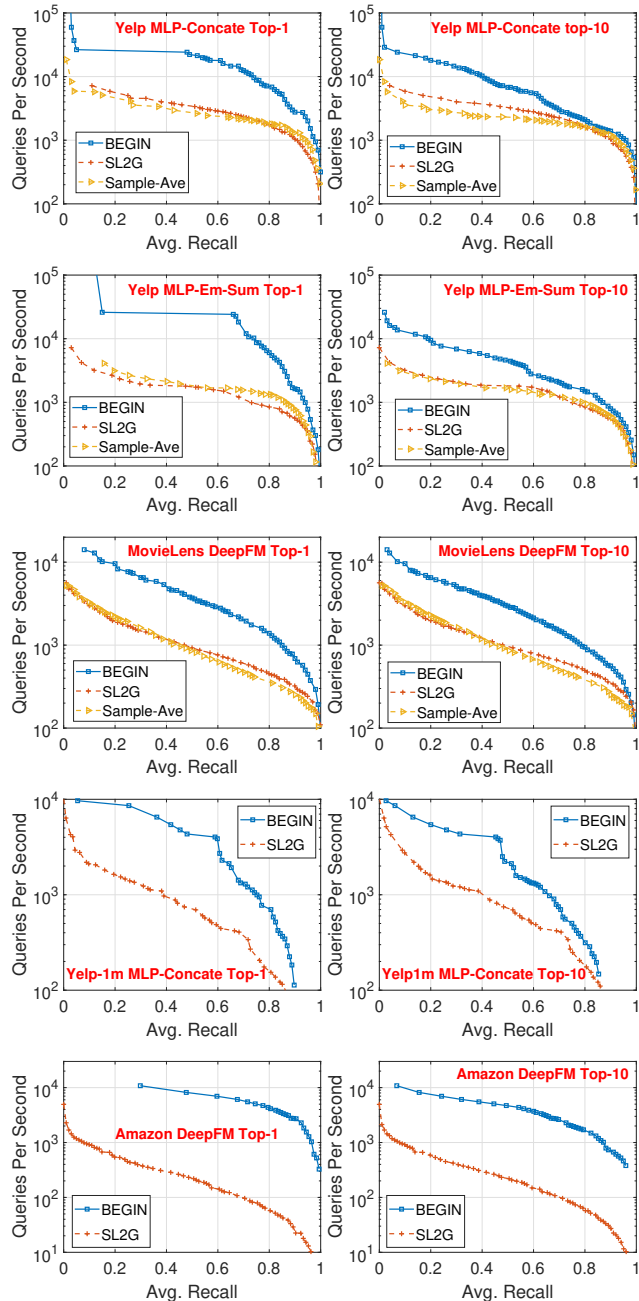 Yelp MLP-Concate Top-1
Queries Per Second
10^5
10^4
10^3
10^2
BEGIN
SL2G
Sample-Ave
0 0.2 0.4 0.6 0.8 1
Avg. Recall
Yelp MLP-Concate top-10
Queries Per Second
10^5
10^4
10^3
10^2
BEGIN
SL2G
Sample-Ave
0 0.2 0.4 0.6 0.8 1
Avg. Recall
Yelp MLP-Em-Sum Top-1
Queries Per Second
10^5
10^4
10^3
10^2
BEGIN
SL2G
Sample-Ave
0 0.2 0.4 0.6 0.8 1
Avg. Recall
Yelp MLP-Em-Sum Top-10
Queries Per Second
10^5
10^4
10^3
10^2
BEGIN
SL2G
Sample-Ave
0 0.2 0.4 0.6 0.8 1
Avg. Recall
MovieLens DeepFM Top-1
Queries Per Second
10^4
10^3
10^2
BEGIN
SL2G
Sample-Ave
0 0.2 0.4 0.6 0.8 1
Avg. Recall
MovieLens DeepFM Top-10
Queries Per Second
10^4
10^3
10^2
BEGIN
SL2G
Sample-Ave
0 0.2 0.4 0.6 0.8 1
Avg. Recall
Queries Per Second
10^4
10^3
10^2
BEGIN
SL2G
Yelp-1m MLP-Concate Top-1
0 0.2 0.4 0.6 0.8 1
Avg. Recall
Queries Per Second
10^4
10^3
10^2
BEGIN
SL2G
Yelp1m MLP-Concate Top-10
0 0.2 0.4 0.6 0.8 1
Avg. Recall
Queries Per Second
10^4
10^3
10^2
10^1
Amazon DeepFM Top-1
BEGIN
SL2G
0 0.2 0.4 0.6 0.8 1
Avg. Recall
Amazon DeepFM Top-10
Queries Per Second
10^4
10^3
10^2
10^1
BEGIN
SL2G
0 0.2 0.4 0.6 0.8 1
Avg. Recall